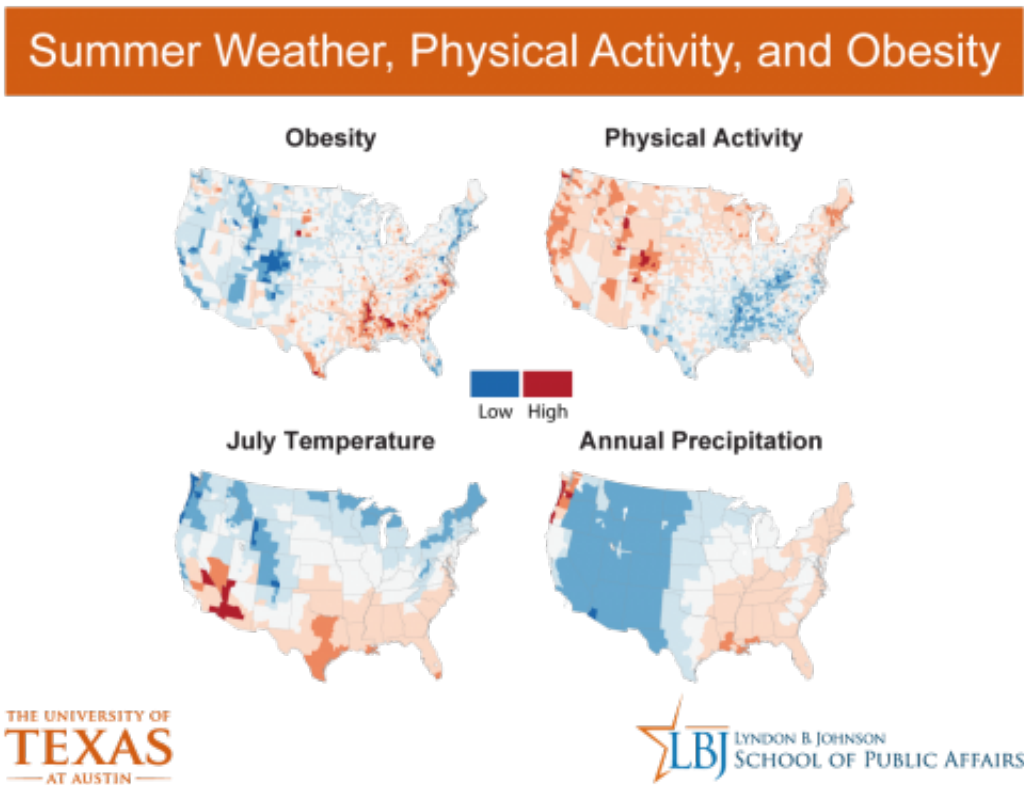 Summer Weather, Physical Activity, and Obesity
Obesity
Physical Activity
Low High
July Temperature
Annual Precipitation
THE UNIVERSITY OF
TEXAS
AT AUSTIN
LBJ
LYNDON B. JOHNSON
SCHOOL OF PUBLIC AFFAIRS